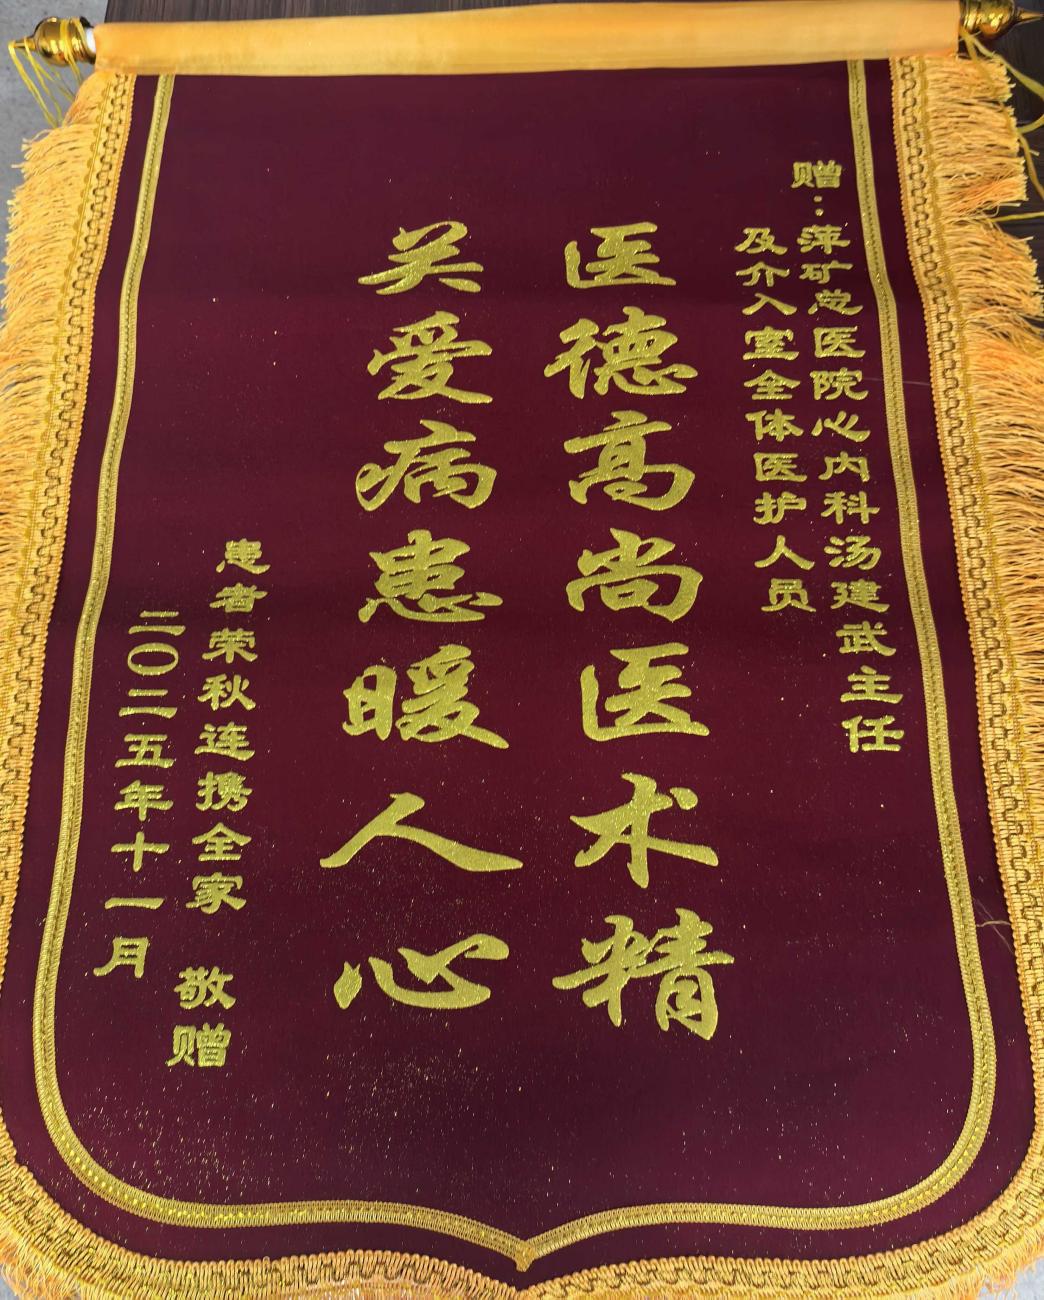 赠：萍矿总医院心内科汤建武主任
及介入室全体医护人员
医德高尚医术精
关爱病患暖人心
患者荣秋连携全家 敬赠
二〇二五年十一月